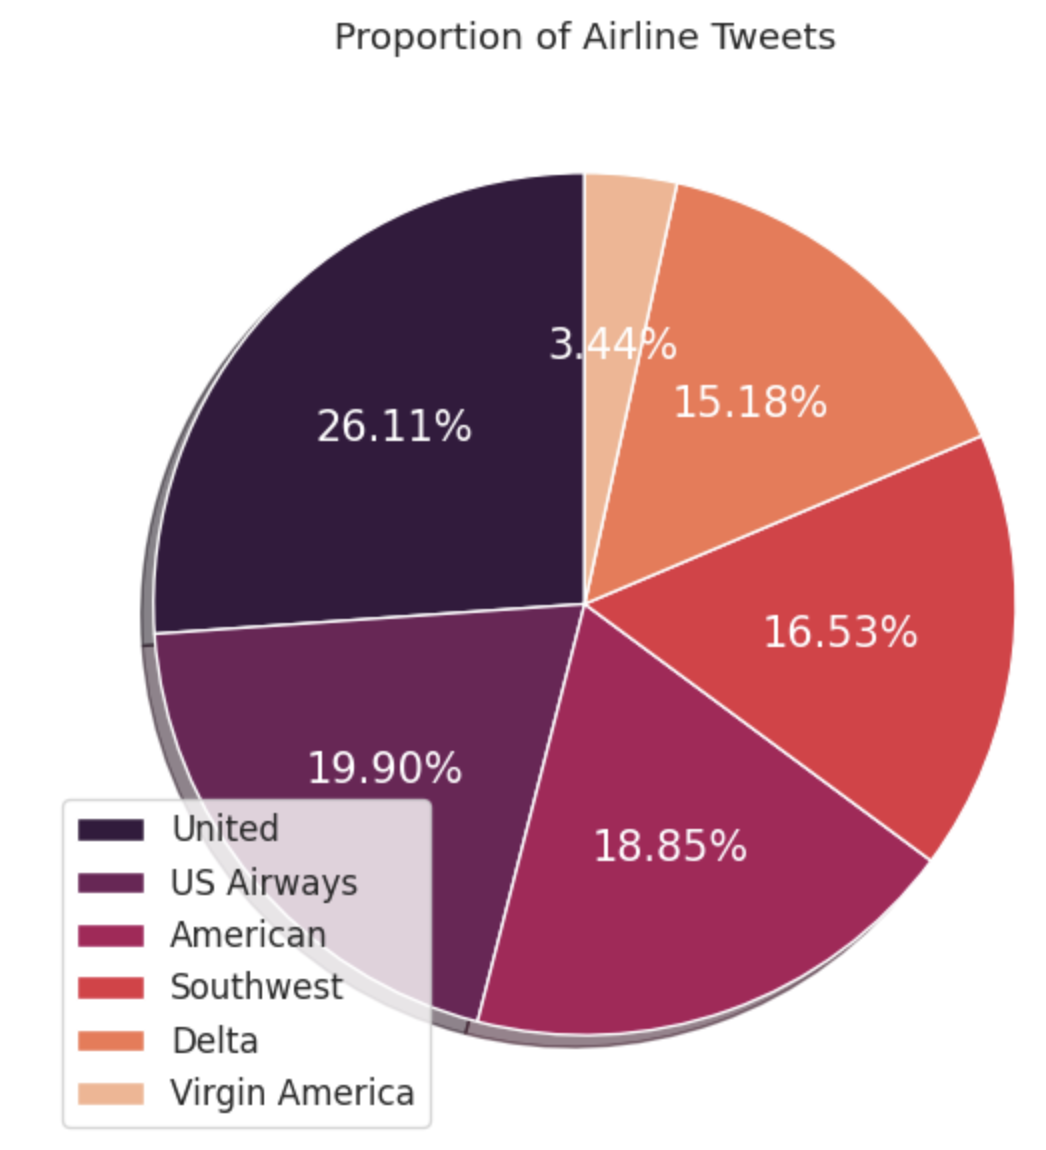 Proportion of Airline Tweets
3.44%
15.18%
26.11%
16.53%
19.90%
18.85%
United
US Airways
American
Southwest
Delta
Virgin America